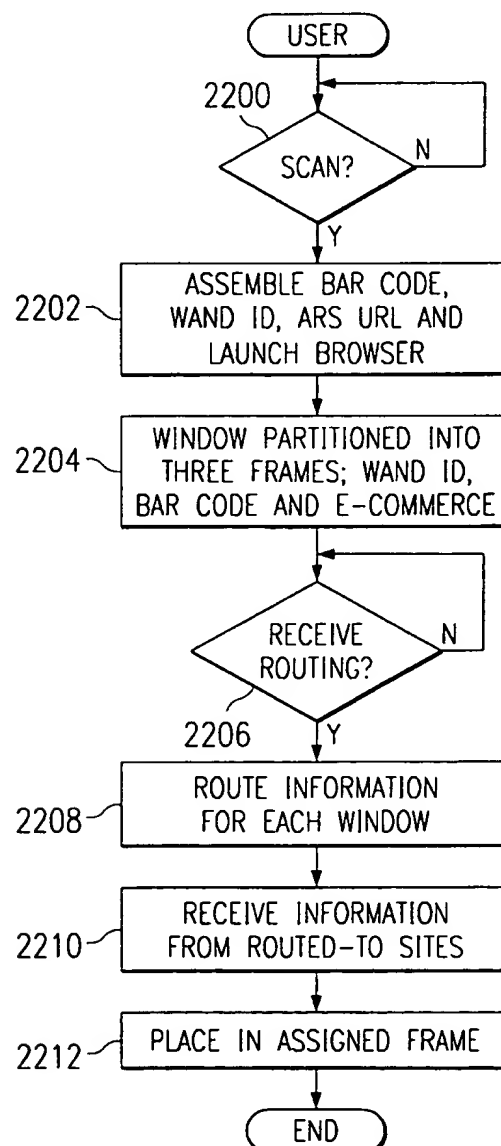 USER
2200
SCAN?
N
Y
2202
ASSEMBLE BAR CODE,
WAND ID, ARS URL AND
LAUNCH BROWSER
2204
WINDOW PARTITIONED INTO
THREE FRAMES; WAND ID,
BAR CODE AND E-COMMERCE
RECEIVE
ROUTING?
N
2206
Y
2208
ROUTE INFORMATION
FOR EACH WINDOW
2210
RECEIVE INFORMATION
FROM ROUTED-TO SITES
2212
PLACE IN ASSIGNED FRAME
END